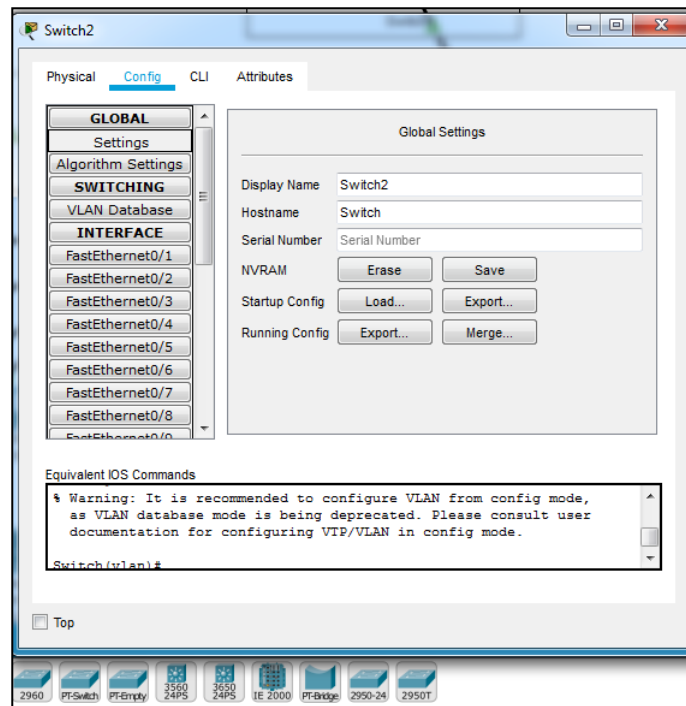 Switch2
Physical Config CLI Attributes
GLOBAL
Settings
Algorithm Settings
SWITCHING
VLAN Database
INTERFACE
FastEthernet0/1
FastEthernet0/2
FastEthernet0/3
FastEthernet0/4
FastEthernet0/5
FastEthernet0/6
FastEthernet0/7
FastEthernet0/8
FastEthernet0/9
Global Settings
Display Name Switch2
Hostname Switch
Serial Number Serial Number
NVRAM Erase Save
Startup Config Load... Export...
Running Config Export... Merge...
Equivalent IOS Commands
% Warning: It is recommended to configure VLAN from config mode,
as VLAN database mode is being deprecated. Please consult user
documentation for configuring VTP/VLAN in config mode.
Switch(vlan)#
Top
2960 PT-Switch PT-Empty 3560 24PS 3650 24PS IE 2000 PT-Bridge 2950-24 2950T